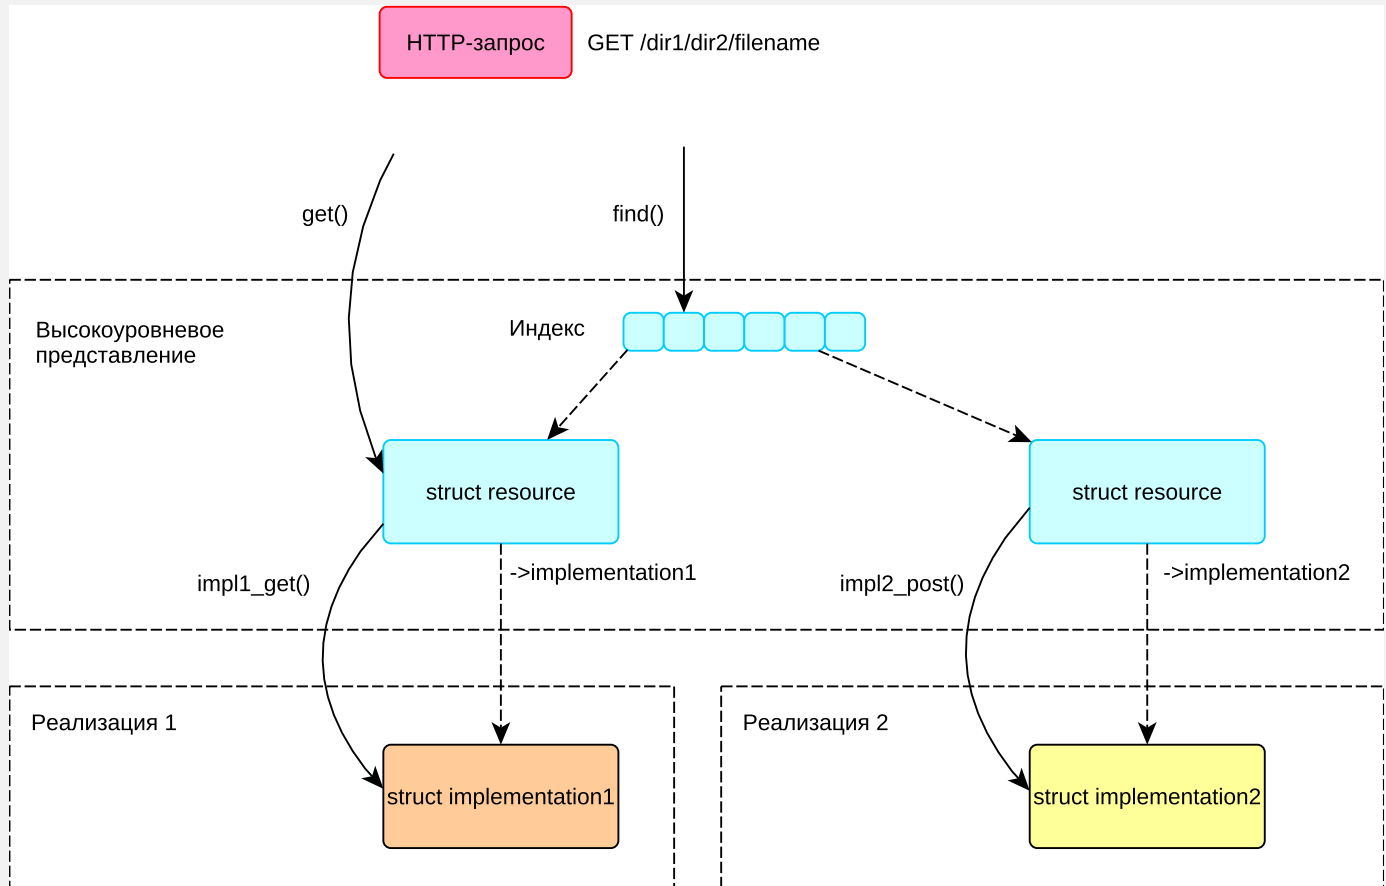 HTTP-запрос
GET /dir1/dir2/filename
get()
find()
Высокоуровневое
представление
Индекс
struct resource
struct resource
impl1_get()
->implementation1
impl2_post()
->implementation2
Реализация 1
Реализация 2
struct implementation1
struct implementation2